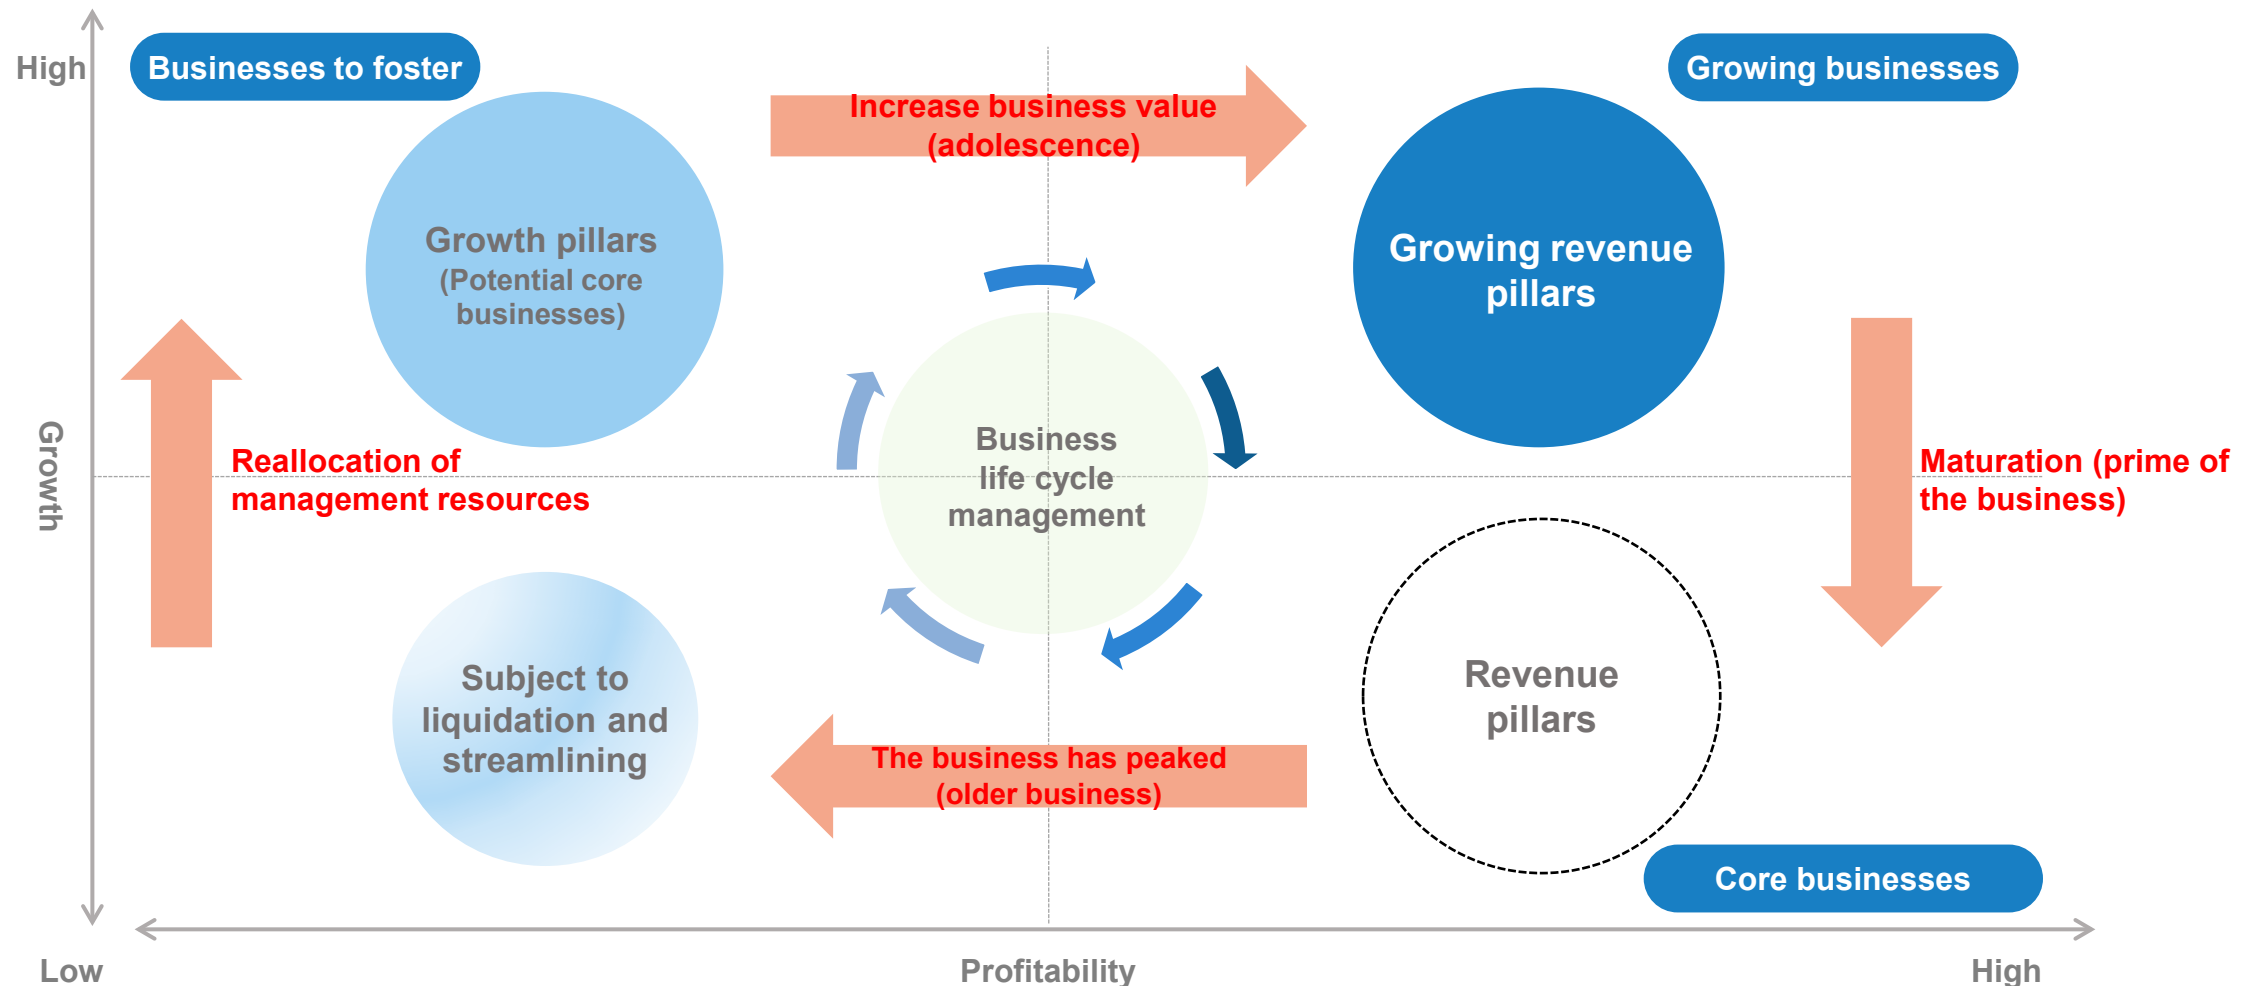 High
Businesses to foster
Growing businesses
Increase business value
(adolescence)
Growth pillars
(Potential core
businesses)
Growing revenue
pillars
Growth
Reallocation of
management resources
Business
life cycle
management
Maturation (prime of
the business)
Subject to
liquidation and
streamlining
Revenue
pillars
The business has peaked
(older business)
Core businesses
Low
Profitability
High